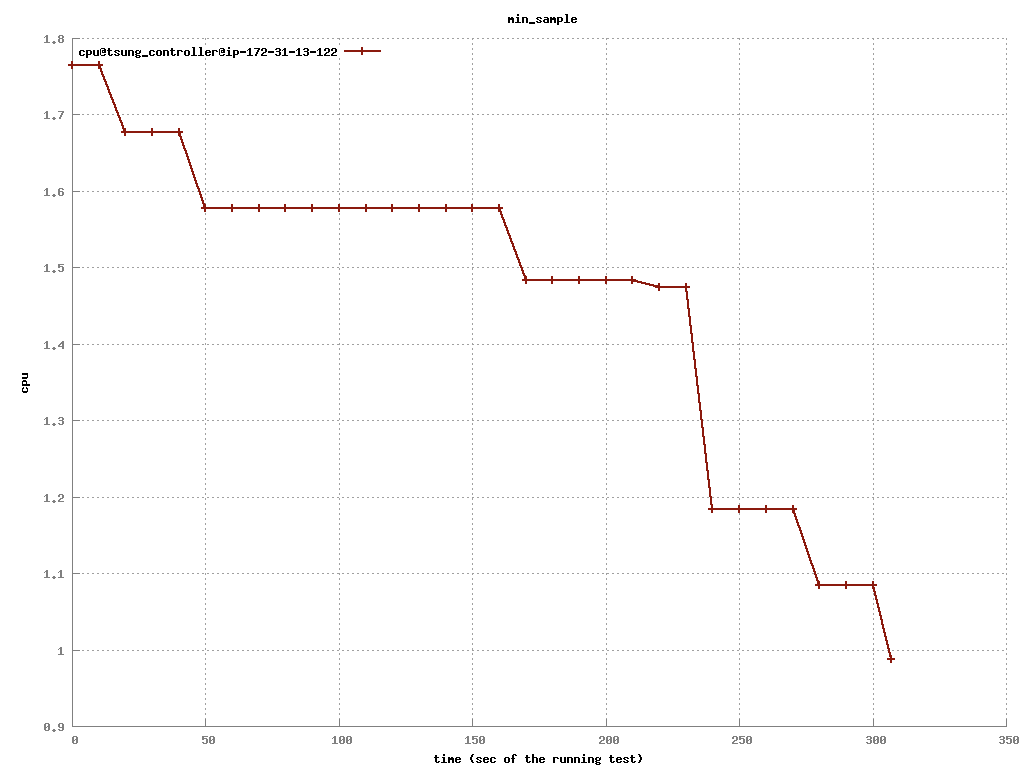 min_sample
cpu@tsung_controller@ip-172-31-13-122
1.8
1.7
1.6
1.5
1.4
1.3
1.2
1.1
1
0.9
cpu
0 50 100 150 200 250 300 350
time (sec of the running test)